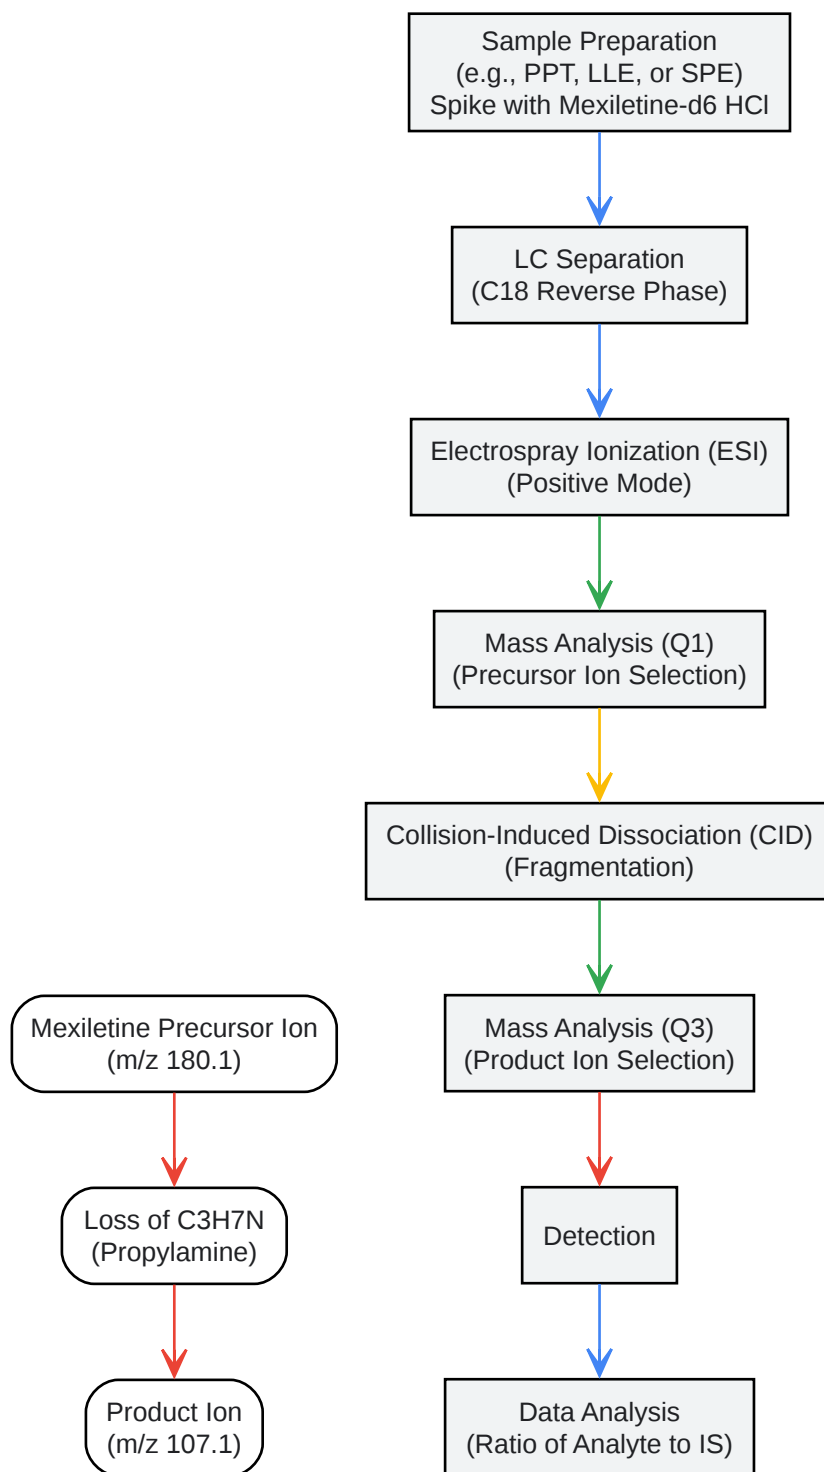 Sample Preparation
(e.g., PPT, LLE, or SPE)
Spike with Mexiletine-d6 HCl
LC Separation
(C18 Reverse Phase)
Electrospray Ionization (ESI)
(Positive Mode)
Mass Analysis (Q1)
(Precursor Ion Selection)
Collision-Induced Dissociation (CID)
(Fragmentation)
Mass Analysis (Q3)
(Product Ion Selection)
Detection
Data Analysis
(Ratio of Analyte to IS)
Mexiletine Precursor Ion
(m/z 180.1)
Loss of C3H7N
(Propylamine)
Product Ion
(m/z 107.1)